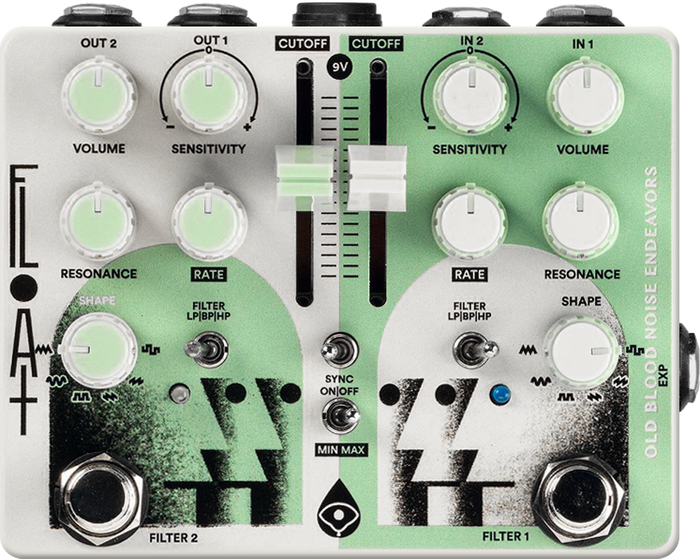 OUT 2
OUT 1
CUTOFF
CUTOFF
IN 2
IN 1
0
9V
0
- +
- +
VOLUME
SENSITIVITY
SENSITIVITY
VOLUME
RESONANCE
RATE
RATE
RESONANCE
FLOAT
OLD BLOOD NOISE ENDEAVORS
SHAPE
FILTER
LP|BP|HP
FILTER
LP|BP|HP
SHAPE
EXP
SYNC
ON|OFF
MIN MAX
FILTER 2
FILTER 1